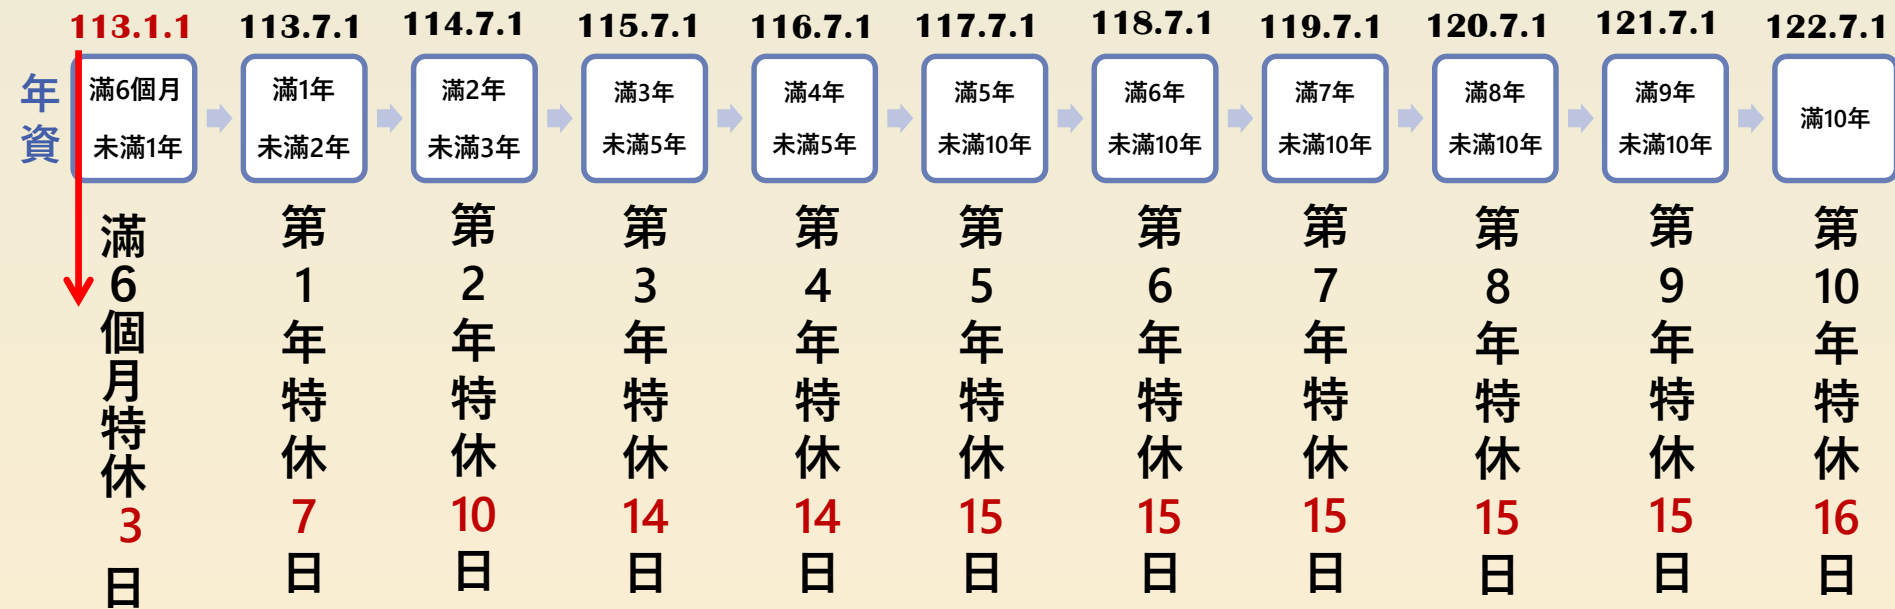 113.1.1
113.7.1
114.7.1
115.7.1
116.7.1
117.7.1
118.7.1
119.7.1
120.7.1
121.7.1
122.7.1
年資
滿6個月
未滿1年
滿1年
未滿2年
滿2年
未滿3年
滿3年
未滿5年
滿4年
未滿5年
滿5年
未滿10年
滿6年
未滿10年
滿7年
未滿10年
滿8年
未滿10年
滿9年
未滿10年
滿10年
滿6個月特休3日
第1年特休7日
第2年特休10日
第3年特休14日
第4年特休14日
第5年特休15日
第6年特休15日
第7年特休15日
第8年特休15日
第9年特休15日
第10年特休16日